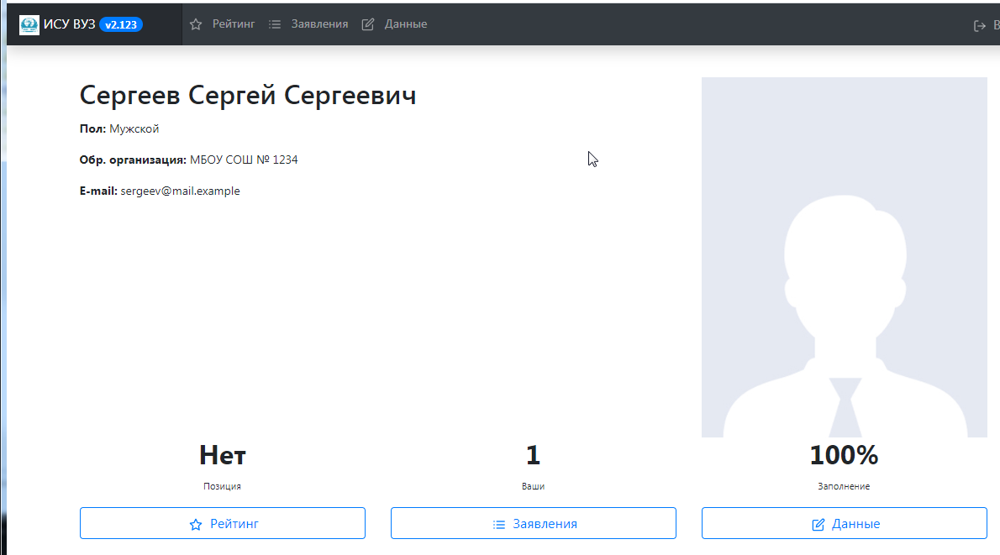 ИСУ ВУЗ v2.123 Рейтинг Заявления Данные В
Сергеев Сергей Сергеевич
Пол: Мужской
Обр. организация: МБОУ СОШ № 1234
E-mail: sergeev@mail.example
Нет 1 100%
Позиция Ваши Заполнение
Рейтинг Заявления Данные